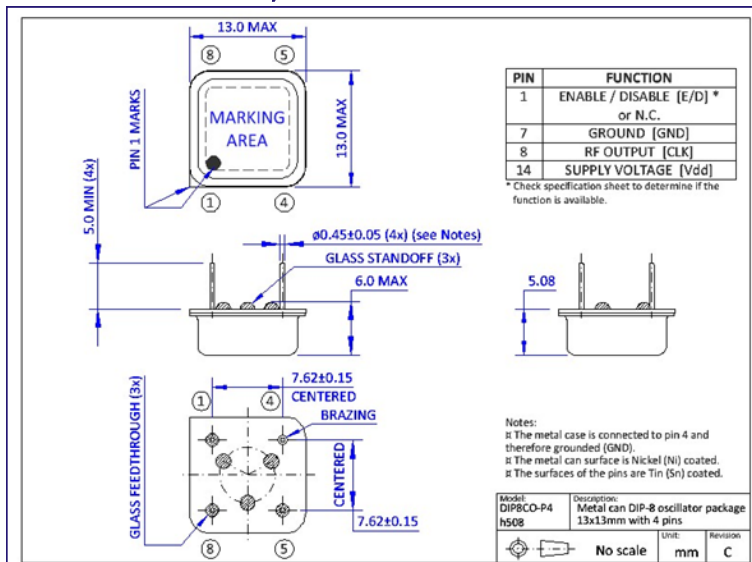 13.0 MAX
⑧ ⑤
MARKING
AREA
PIN 1 MARKS
13.0 MAX
① ④
PIN FUNCTION
1 ENABLE / DISABLE [E/D] *
or N.C.
7 GROUND [GND]
8 RF OUTPUT [CLK]
14 SUPPLY VOLTAGE [Vdd]
* Check specification sheet to determine if the
function is available.
5.0 MIN (4x)
ø0.45±0.05 (4x) (see Notes)
GLASS STANDOFF (3x)
6.0 MAX
5.08
7.62±0.15
① ④
CENTERED
BRAZING
GLASS FEEDTHROUGH (3x)
CENTERED
7.62±0.15
⑧ ⑤
Notes:
¤ The metal case is connected to pin 4 and
therefore grounded (GND).
¤ The metal can surface is Nickel (Ni) coated.
¤ The surfaces of the pins are Tin (Sn) coated.
Model: Description:
DIP8CO-P4 Metal can DIP-8 oscillator package
h508 13x13mm with 4 pins
Unit: Revision
No scale mm C